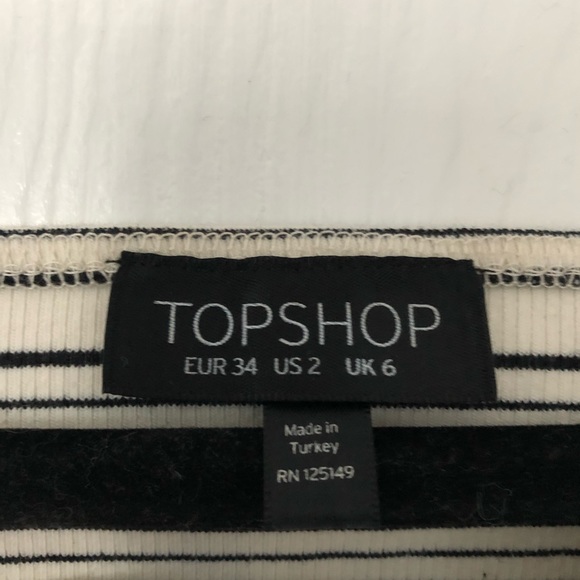 TOPSHOP
EUR 34 US 2 UK 6
Made in
Turkey
RN 125149